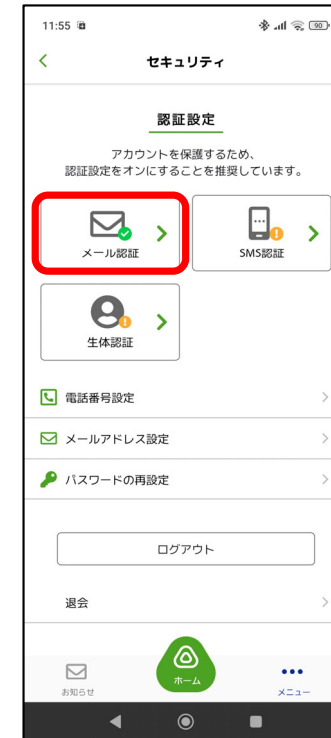 11:55
90
セキュリティ
認証設定
アカウントを保護するため、
認証設定をオンにすることを推奨しています。
メール認証
SMS認証
生体認証
電話番号設定
メールアドレス設定
パスワードの再設定
ログアウト
退会
お知らせ
ホーム
メニュー